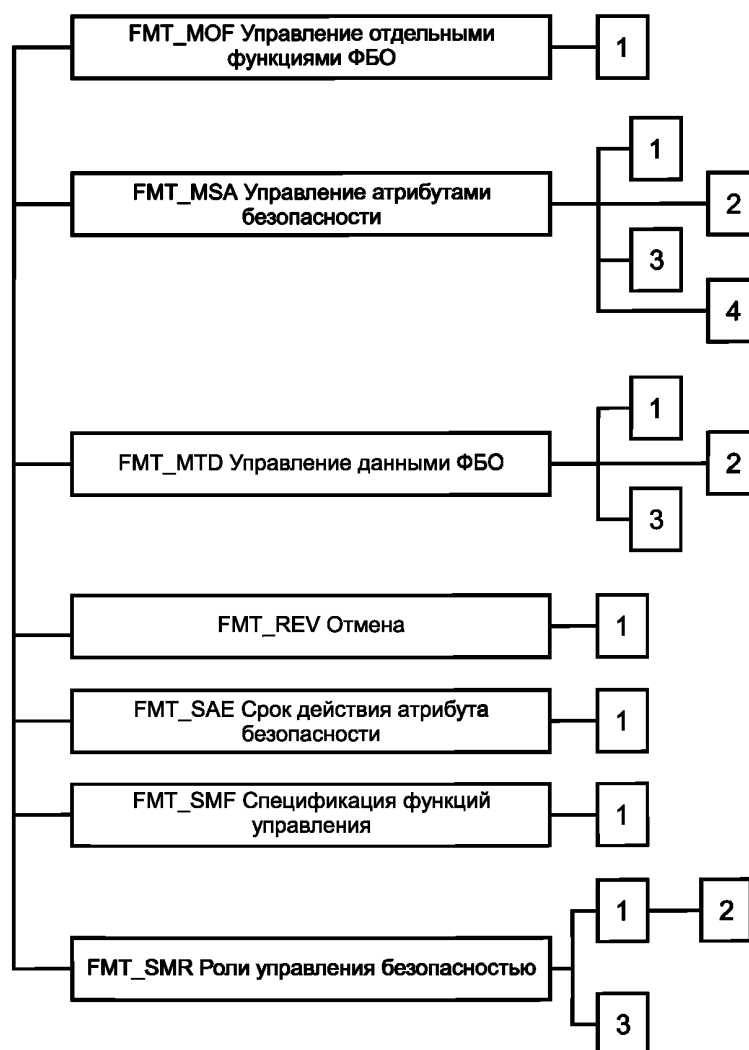 FMT_MOF Управление отдельными
функциями ФБО
1
1
FMT_MSA Управление атрибутами
безопасности
2
3
4
1
FMT_MTD Управление данными ФБО
2
3
FMT_REV Отмена
1
FMT_SAE Срок действия атрибута
безопасности
1
FMT_SMF Спецификация функций
управления
1
1
2
FMT_SMR Роли управления безопасностью
3